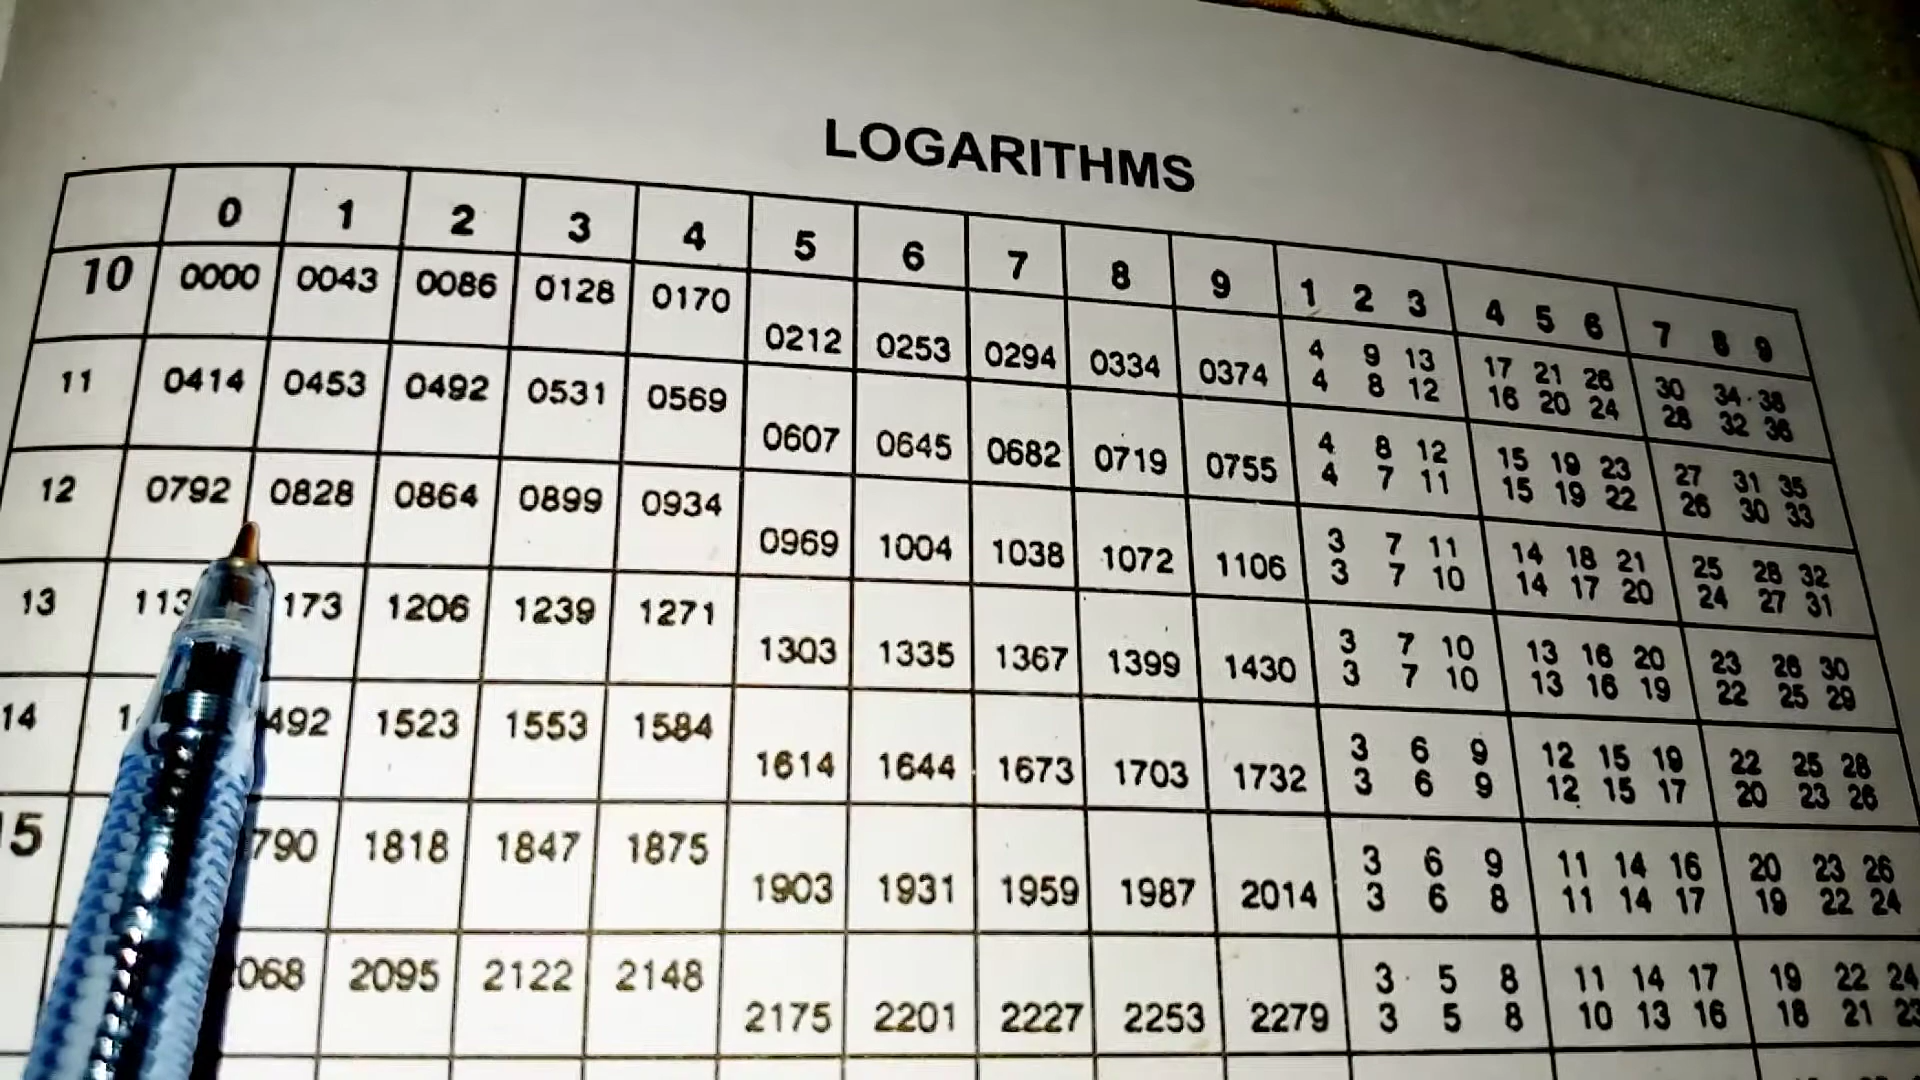 LOGARITHMS
0 1 2 3 4 5 6 7 8 9 1 2 3 4 5 6 7 8 9
10 0000 0043 0086 0128 0170
0212 0253 0294 0334 0374
4 9 13 17 21 26 30 34 38
4 8 12 16 20 24 28 32 36
11 0414 0453 0492 0531 0569
0607 0645 0682 0719 0755
4 8 12 15 19 23 27 31 35
4 7 11 15 19 22 26 30 33
12 0792 0828 0864 0899 0934
0969 1004 1038 1072 1106
3 7 11 14 18 21 25 28 32
3 7 10 14 17 20 24 27 31
13 113 173 1206 1239 1271
1303 1335 1367 1399 1430
3 7 10 13 16 20 23 26 30
3 7 10 13 16 19 22 25 29
14 1 492 1523 1553 1584
1614 1644 1673 1703 1732
3 6 9 12 15 19 22 25 28
3 6 9 12 15 17 20 23 26
15 790 1818 1847 1875
1903 1931 1959 1987 2014
3 6 9 11 14 16 20 23 26
3 6 8 11 14 17 19 22 24
068 2095 2122 2148
2175 2201 2227 2253 2279
3 5 8 11 14 17 19 22 24
3 5 8 10 13 16 18 21 23